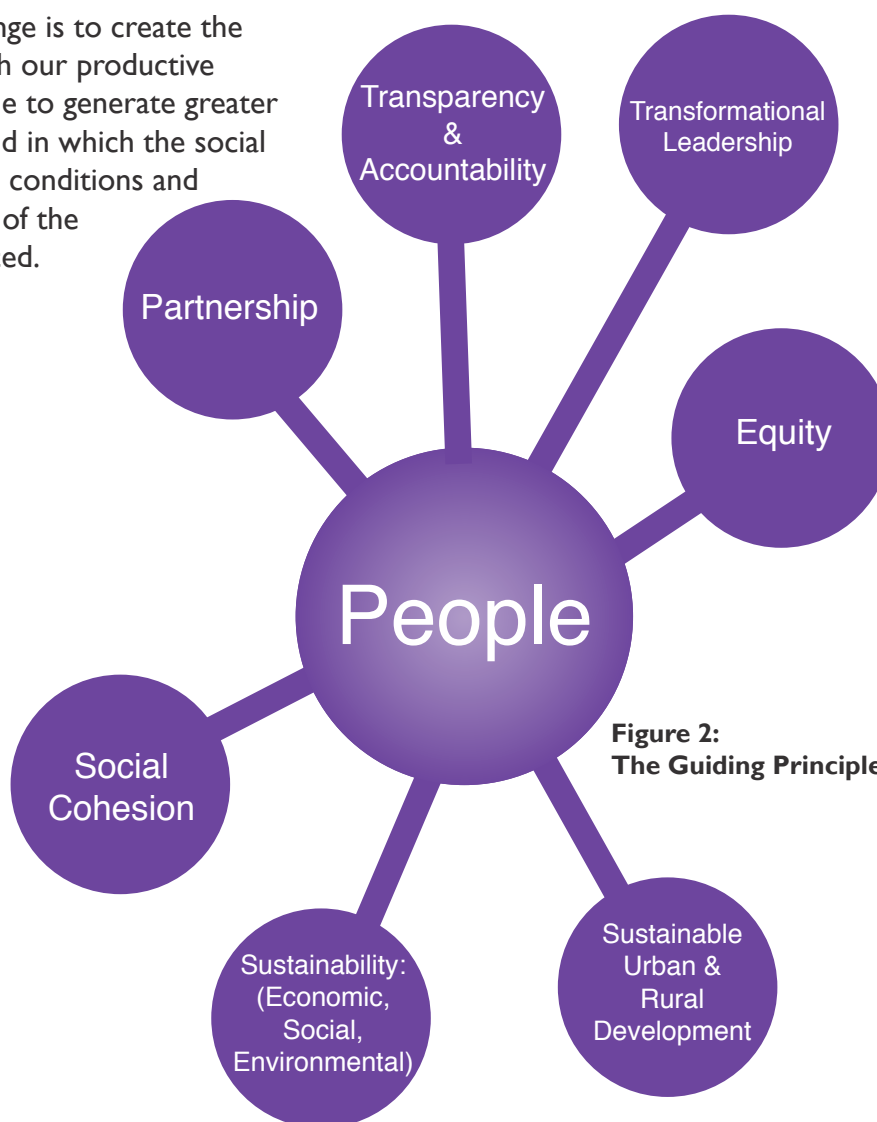 nge is to create the
h our productive
e to generate greater
d in which the social
conditions and
of the
ed.
Transparency
&
Accountability
Transformational
Leadership
Partnership
Equity
People
Social
Cohesion
Figure 2:
The Guiding Principle
Sustainability:
(Economic,
Social,
Environmental)
Sustainable
Urban &
Rural
Development